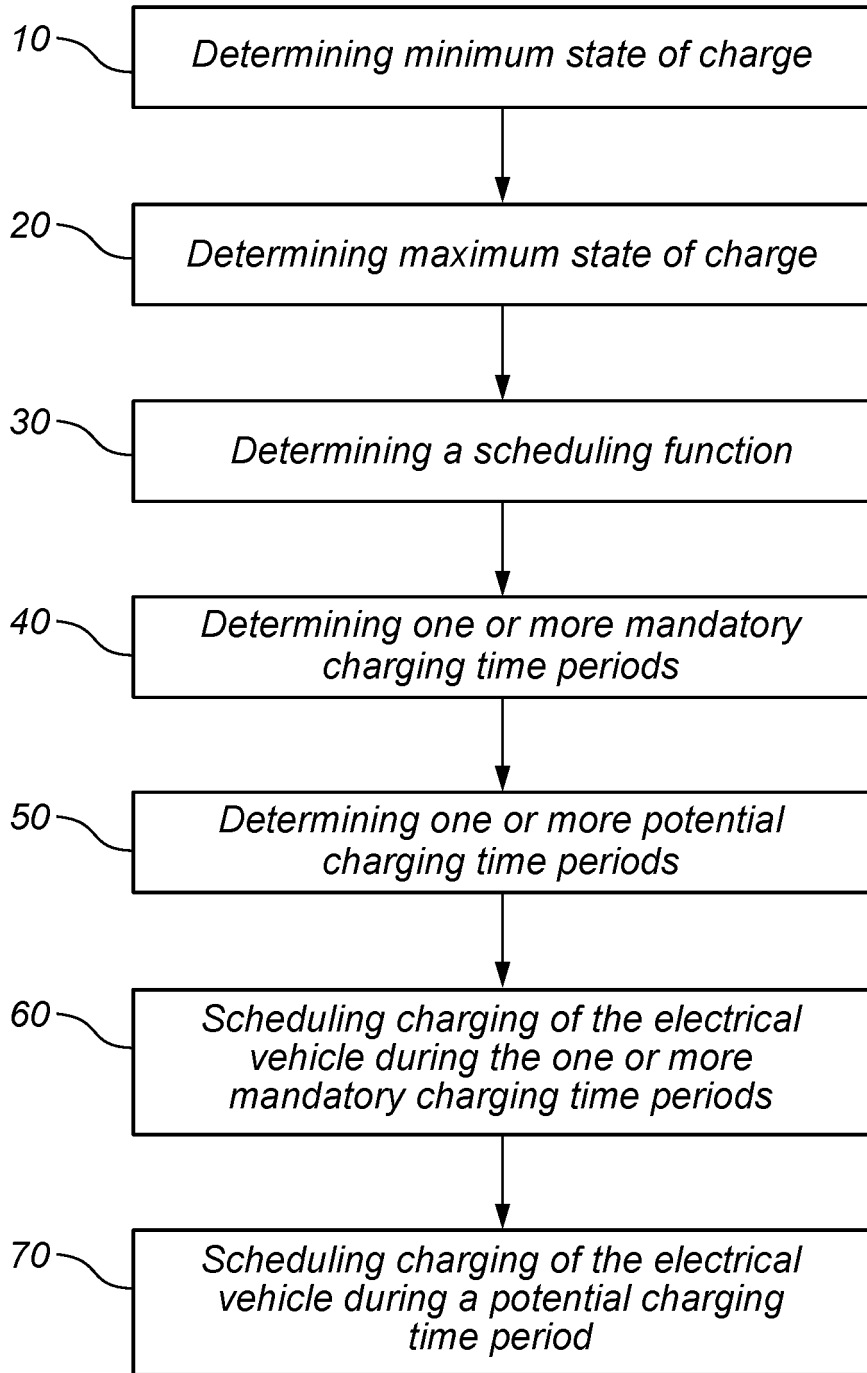 10
Determining minimum state of charge
20
Determining maximum state of charge
30
Determining a scheduling function
40
Determining one or more mandatory
charging time periods
50
Determining one or more potential
charging time periods
60
Scheduling charging of the electrical
vehicle during the one or more
mandatory charging time periods
70
Scheduling charging of the electrical
vehicle during a potential charging
time period